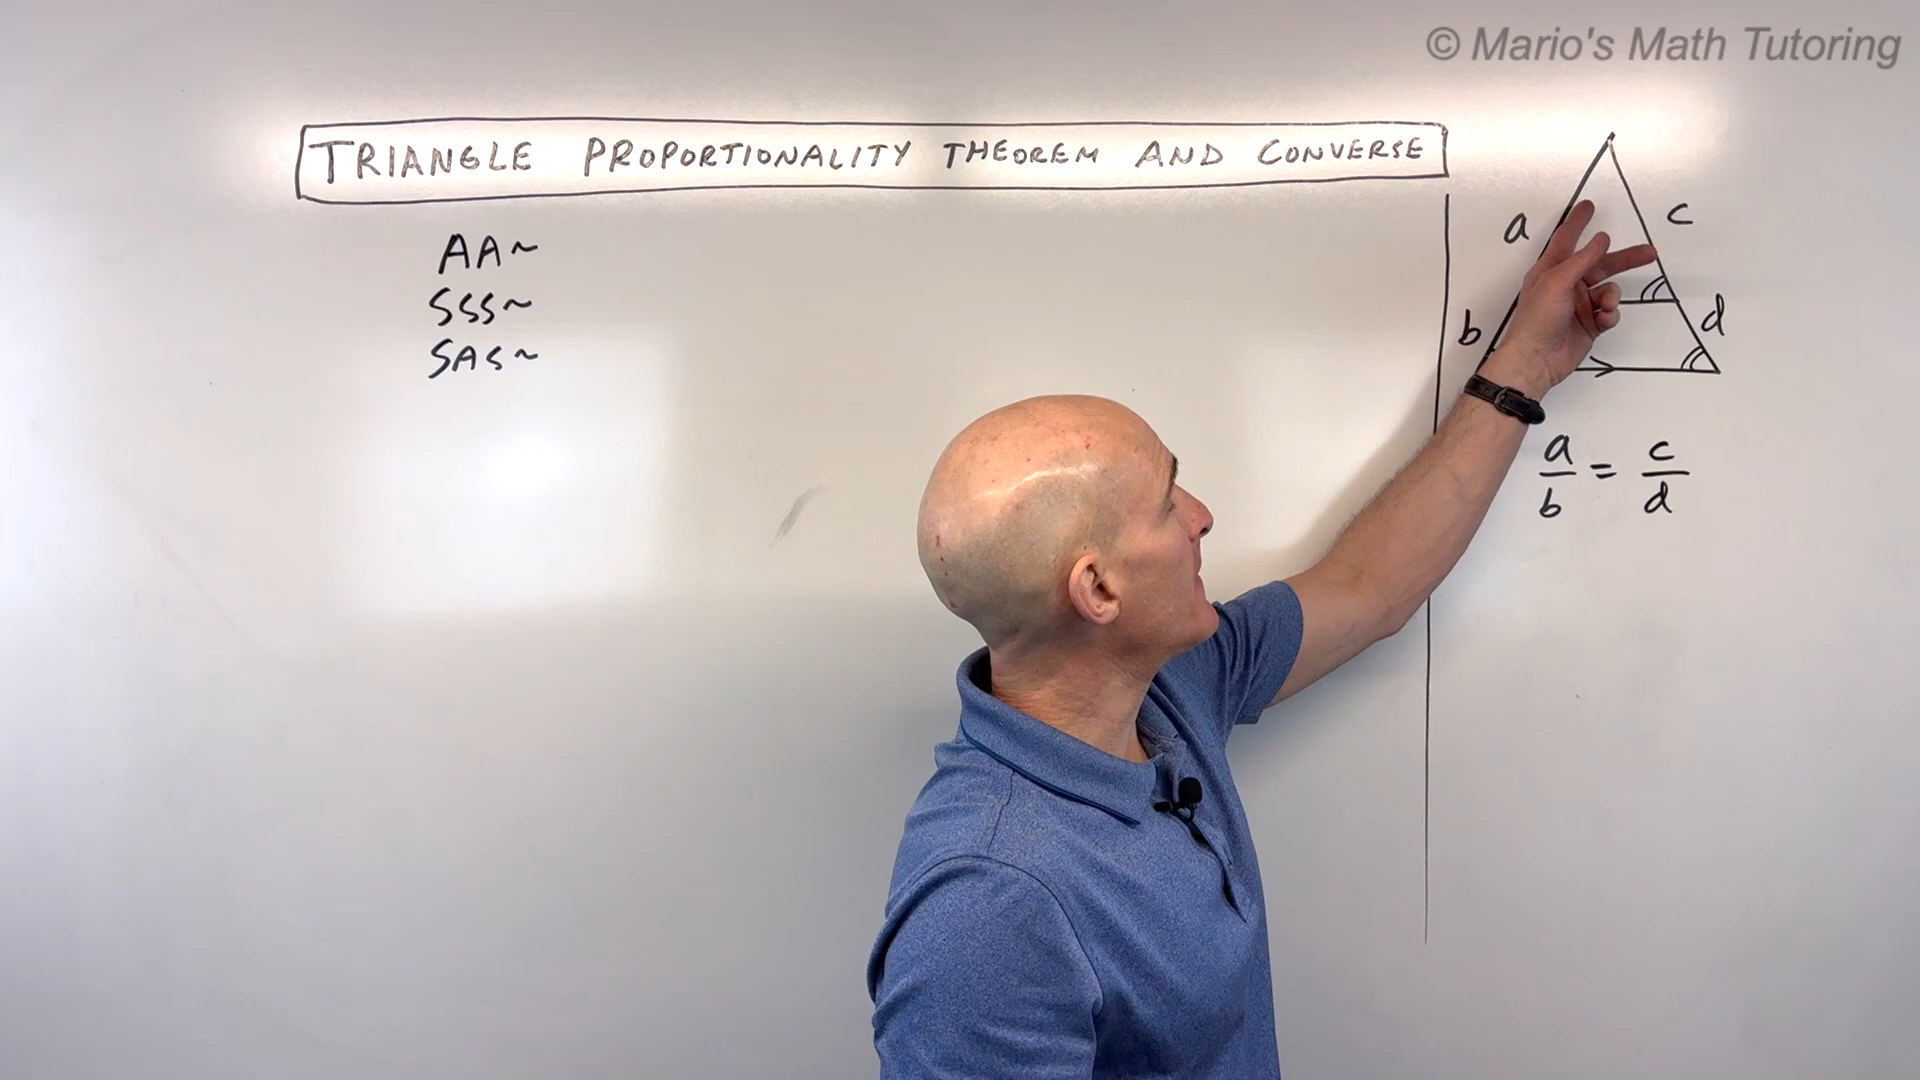 © Mario's Math Tutoring
TRIANGLE PROPORTIONALITY THEOREM AND CONVERSE
AA~
SSS~
SAS~
a
c
b
d
a/b = c/d